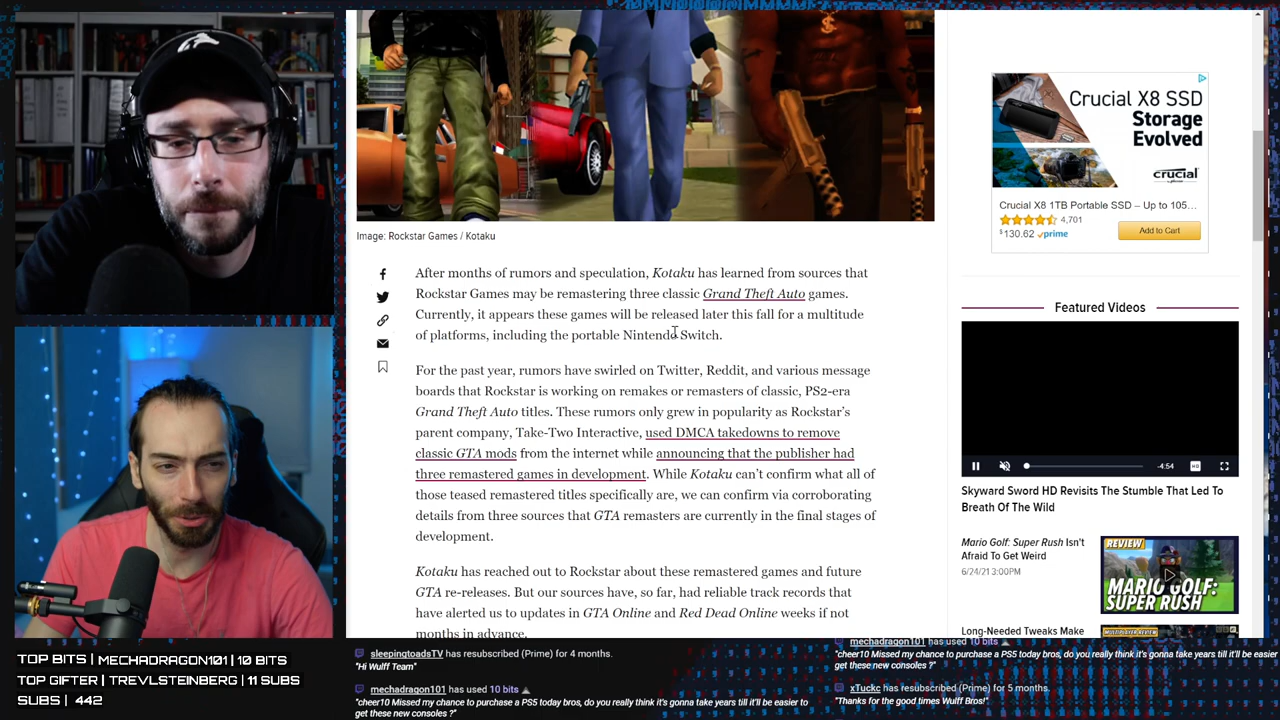 Image: Rockstar Games / Kotaku
After months of rumors and speculation, Kotaku has learned from sources that
Rockstar Games may be remastering three classic Grand Theft Auto games.
Currently, it appears these games will be released later this fall for a multitude
of platforms, including the portable Nintendo Switch.
For the past year, rumors have swirled on Twitter, Reddit, and various message
boards that Rockstar is working on remakes or remasters of classic, PS2-era
Grand Theft Auto titles. These rumors only grew in popularity as Rockstar's
parent company, Take-Two Interactive, used DMCA takedowns to remove
classic GTA mods from the internet while announcing that the publisher had
three remastered games in development. While Kotaku can't confirm what all of
those teased remastered titles specifically are, we can confirm via corroborating
details from three sources that GTA remasters are currently in the final stages of
development.
Kotaku has reached out to Rockstar about these remastered games and future
GTA re-releases. But our sources have, so far, had reliable track records that
have alerted us to updates in GTA Online and Red Dead Online weeks if not
months in advance.
Crucial X8 SSD
Storage
Evolved
crucial
Crucial X8 1TB Portable SSD – Up to 105...
4,701
$130.62 prime
Add to Cart
Featured Videos
-4:54
HD
Skyward Sword HD Revisits The Stumble That Led To
Breath Of The Wild
Mario Golf: Super Rush Isn't
Afraid To Get Weird
6/24/21 3:00PM
REVIEW
MARIO GOLF:
SUPER RUSH
Long-Needed Tweaks Make
MULTIPLAYER REVIEW
TOP BITS | MECHADRAGON101 | 10 BITS
TOP GIFTER | TREVLSTEINBERG | 11 SUBS
SUBS | 442
sleepingtoadsTV has resubscribed (Prime) for 4 months.
"Hi Wulff Team"
mechadragon101 has used 10 bits
"cheer10 Missed my chance to purchase a PS5 today bros, do you really think it's gonna take years till it'll be easier to
get these new consoles ?"
mechadragon101 has used 10 bits
"cheer10 Missed my chance to purchase a PS5 today bros, do you really think it's gonna take years till it'll be easier
get these new consoles ?"
xTuckc has resubscribed (Prime) for 5 months.
"Thanks for the good times Wulff Bros!"